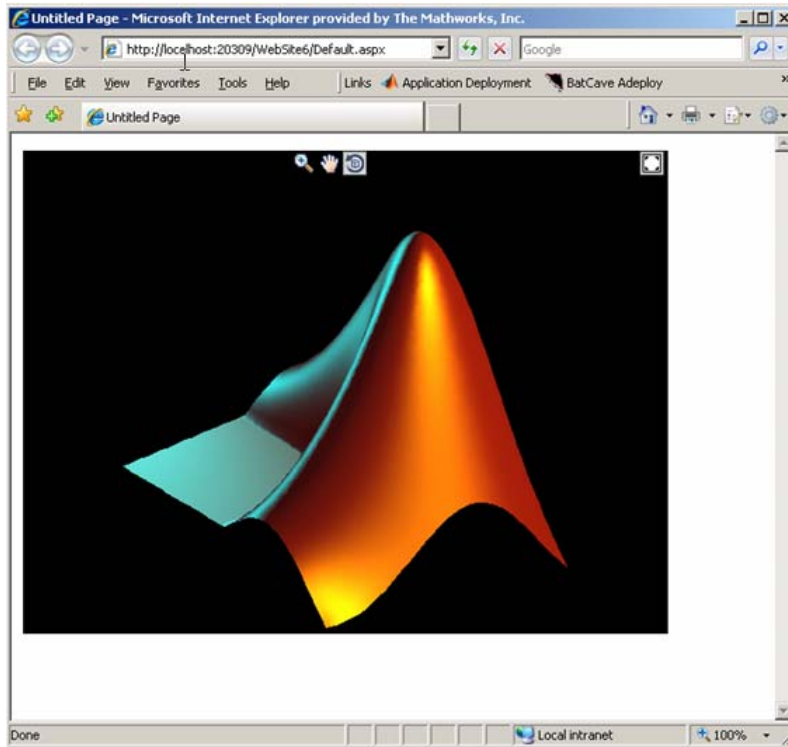 Untitled Page - Microsoft Internet Explorer provided by The Mathworks, Inc.
http://localhost:20309/WebSite6/Default.aspx
Google
File Edit View Favorites Tools Help Links Application Deployment BatCave Adeploy »
Untitled Page
Done Local intranet 100%